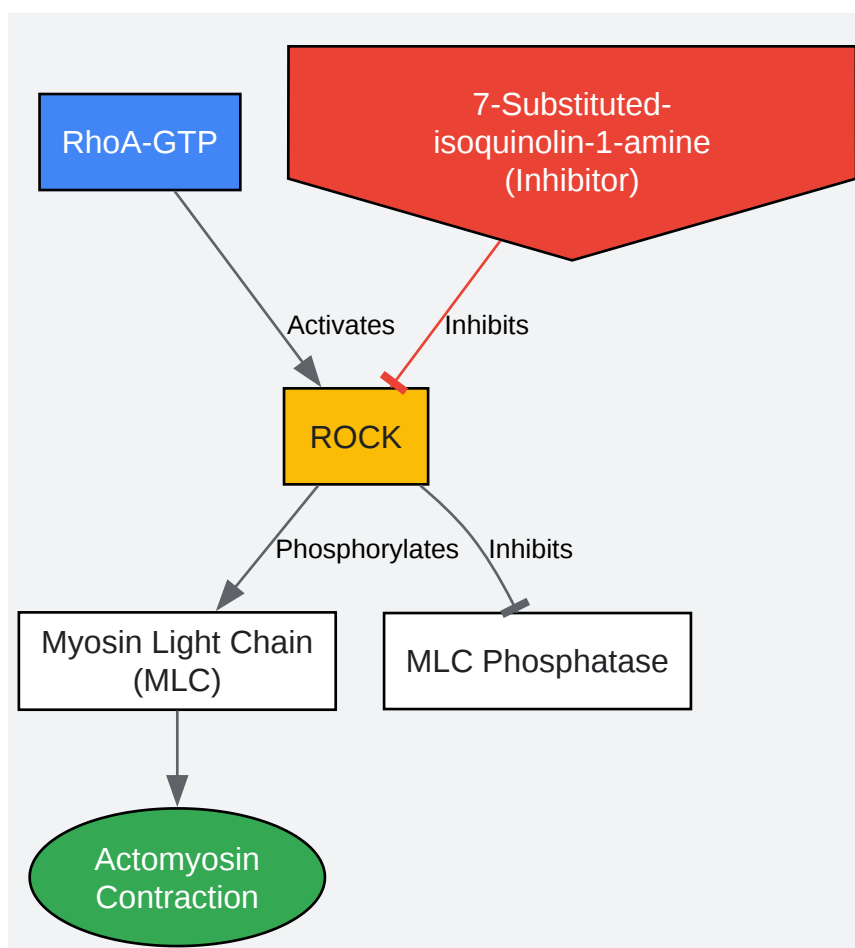 RhoA-GTP
7-Substituted-
isoquinolin-1-amine
(Inhibitor)
Activates
Inhibits
ROCK
Phosphorylates
Inhibits
Myosin Light Chain
(MLC)
MLC Phosphatase
Actomyosin
Contraction